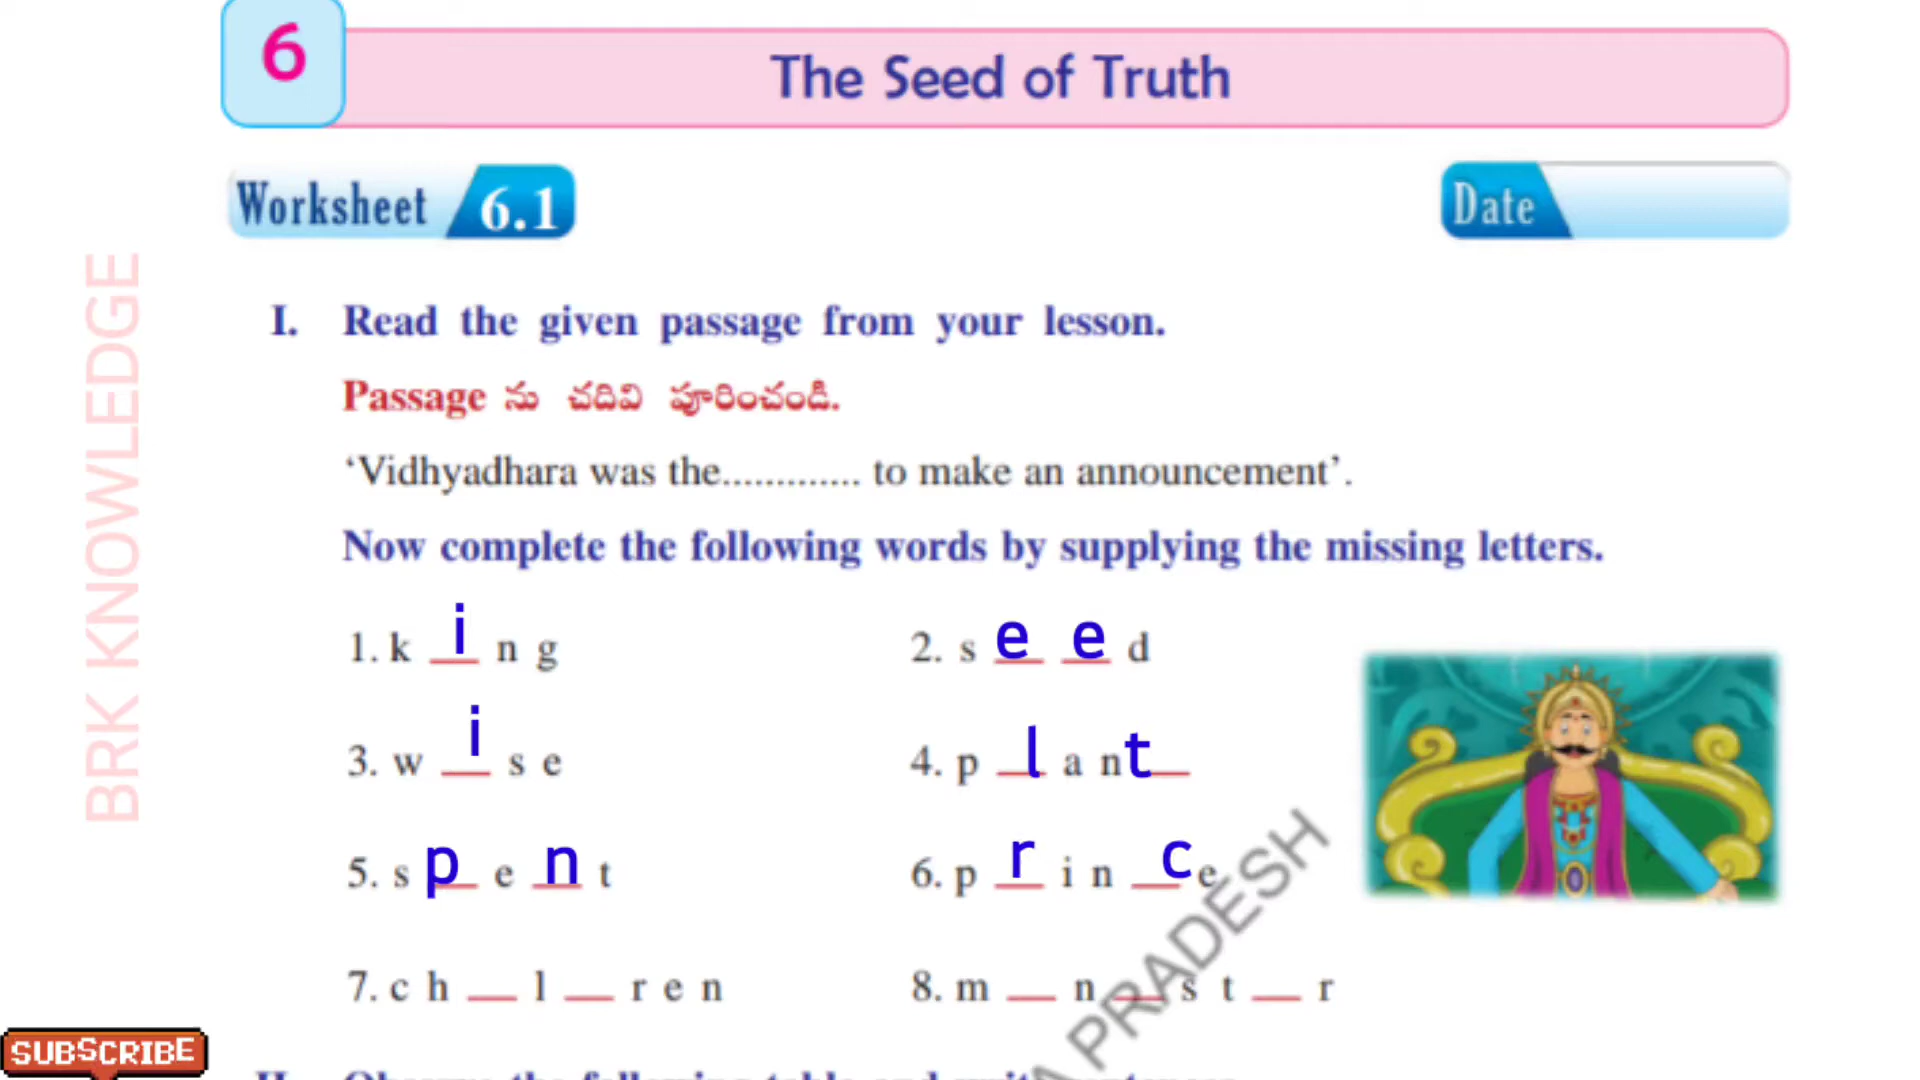 6
The Seed of Truth
Worksheet 6.1
Date
BRK KNOWLEDGE
I. Read the given passage from your lesson.
Passage ను చదివి పూరించండి.
‘Vidhyadhara was the............. to make an announcement’.
Now complete the following words by supplying the missing letters.
1. k i n g
2. s e e d
3. w i s e
4. p l a n t
5. s p e n t
6. p r i n c e
7. c h _ l _ r e n
8. m _ n _ s t _ r
PRADESH
SUBSCRIBE